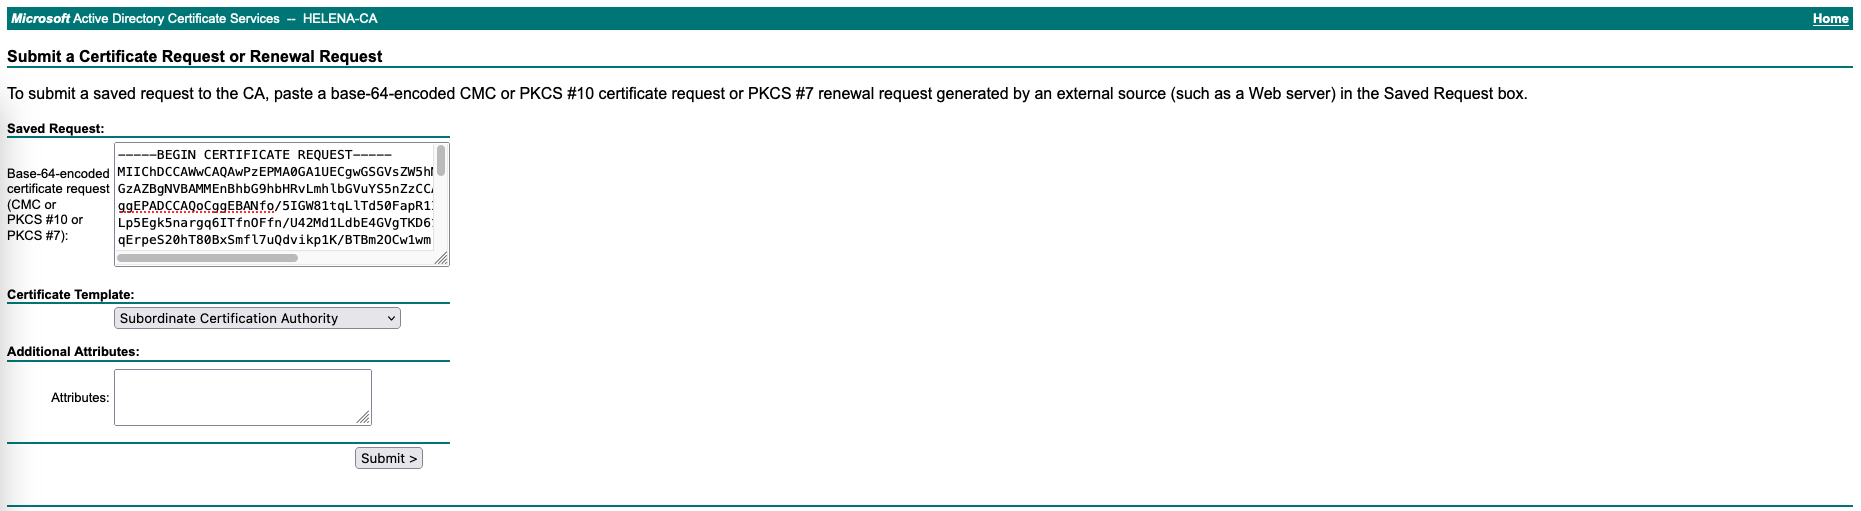 Microsoft Active Directory Certificate Services -- HELENA-CA
Home
Submit a Certificate Request or Renewal Request
To submit a saved request to the CA, paste a base-64-encoded CMC or PKCS #10 certificate request or PKCS #7 renewal request generated by an external source (such as a Web server) in the Saved Request box.
Saved Request:
Base-64-encoded
certificate request
(CMC or
PKCS #10 or
PKCS #7):
-----BEGIN CERTIFICATE REQUEST-----
MIIChDCCAWwCAQAwPzEPMA0GA1UECgwGSGVsZW5h
GzAZBgNVBAMMEnBhbG9hbHRvLmhlbGVuYS5nZzCC
ggEPADCCAQoCggEBANfo/5IGW81tqLlTd50FapR1
Lp5Egk5nargq6ITfnOFfn/U42Md1LdbE4GVgTKD6
qErpeS20hT80BxSmfl7uQdvikp1K/BTBm2OCw1wm
Certificate Template:
Subordinate Certification Authority
Additional Attributes:
Attributes:
Submit >